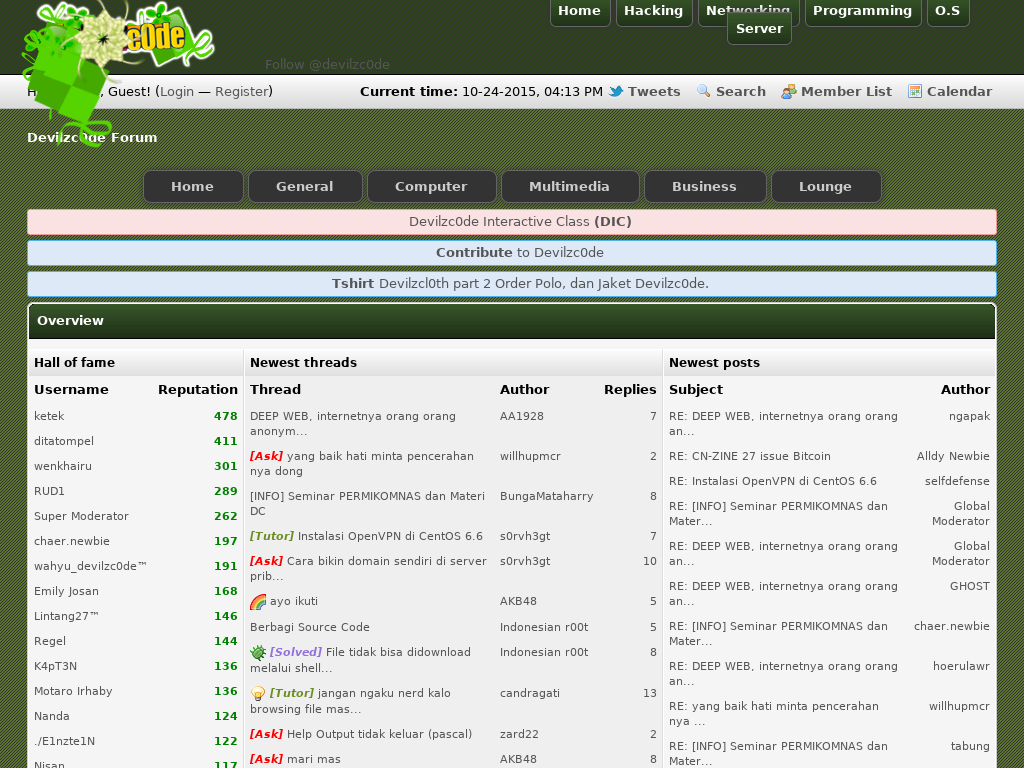 Home Hacking Networking Programming O.S
Server
c0de
Follow @devilzc0de
, Guest! (Login — Register)
Current time: 10-24-2015, 04:13 PM Tweets Search Member List Calendar
Devilzc0de Forum
Home General Computer Multimedia Business Lounge
Devilzc0de Interactive Class (DIC)
Contribute to Devilzc0de
Tshirt Devilzcl0th part 2 Order Polo, dan Jaket Devilzc0de.
Overview
Hall of fame
Username Reputation
ketek 478
ditatompel 411
wenkhairu 301
RUD1 289
Super Moderator 262
chaer.newbie 197
wahyu_devilzc0de™ 191
Emily Josan 168
Lintang27™ 146
Regel 144
K4pT3N 136
Motaro Irhaby 136
Nanda 124
./E1nzte1N 122
Nisan 117
Newest threads
Thread Author Replies
DEEP WEB, internetnya orang orang AA1928 7
anonym...
[Ask] yang baik hati minta pencerahan willhupmcr 2
nya dong
[INFO] Seminar PERMIKOMNAS dan Materi BungaMataharry 8
DC
[Tutor] Instalasi OpenVPN di CentOS 6.6 s0rvh3gt 7
[Ask] Cara bikin domain sendiri di server s0rvh3gt 10
prib...
ayo ikuti AKB48 5
Berbagi Source Code Indonesian r00t 5
[Solved] File tidak bisa didownload Indonesian r00t 8
melalui shell...
[Tutor] jangan ngaku nerd kalo candragati 13
browsing file mas...
[Ask] Help Output tidak keluar (pascal) zard22 2
[Ask] mari mas AKB48 8
Newest posts
Subject Author
RE: DEEP WEB, internetnya orang orang ngapak
an...
RE: CN-ZINE 27 issue Bitcoin Alldy Newbie
RE: Instalasi OpenVPN di CentOS 6.6 selfdefense
RE: [INFO] Seminar PERMIKOMNAS dan Global
Mater... Moderator
RE: DEEP WEB, internetnya orang orang Global
an... Moderator
RE: DEEP WEB, internetnya orang orang GHOST
an...
RE: [INFO] Seminar PERMIKOMNAS dan chaer.newbie
Mater...
RE: DEEP WEB, internetnya orang orang hoerulawr
an...
RE: yang baik hati minta pencerahan willhupmcr
nya ...
RE: [INFO] Seminar PERMIKOMNAS dan tabung
Mater...